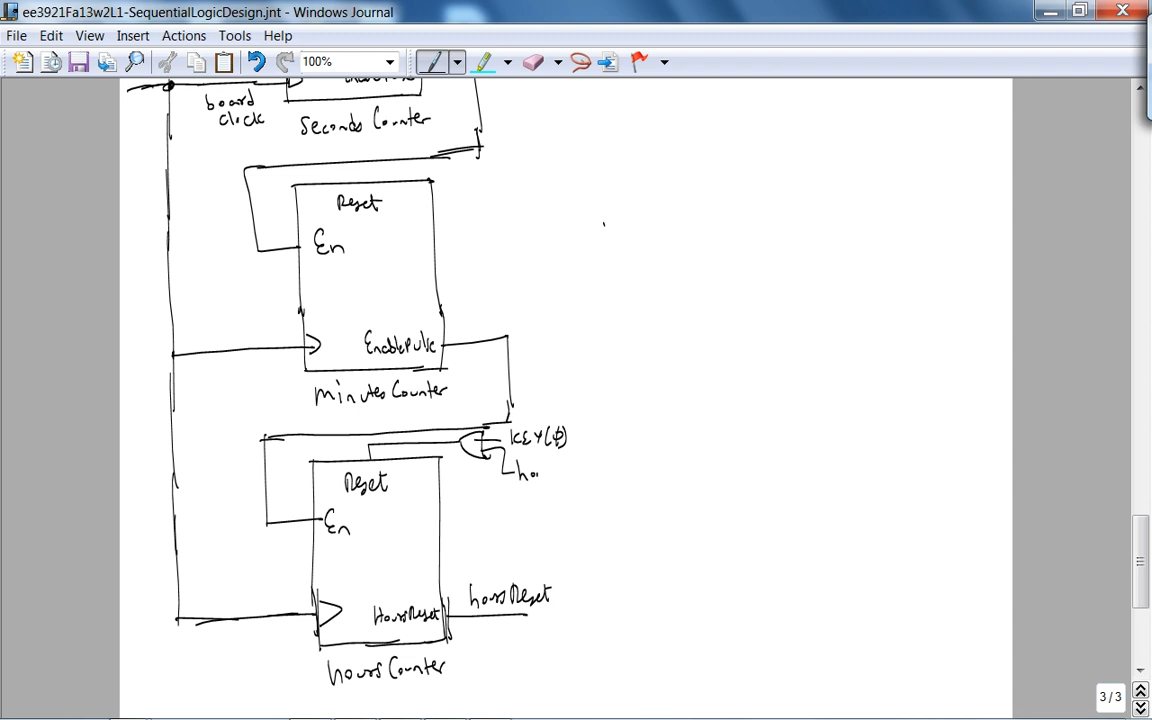 ee3921Fa13w2L1-SequentialLogicDesign.jnt - Windows Journal
File Edit View Insert Actions Tools Help
100%
board
clock
Seconds Counter
Reset
En
EnablePulse
minutes Counter
KEY(ϕ)
ho
Reset
En
hoursReset
HoursReset
hours Counter
3 / 3